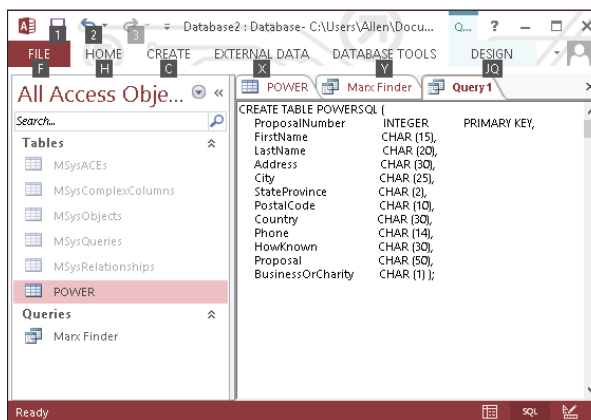 Database2 : Database- C:\Users\Allen\Docu... Q... ?
1 2 3
FILE HOME CREATE EXTERNAL DATA DATABASE TOOLS DESIGN
F H C X Y JQ
All Access Obje... «
Search...
Tables
MSysACEs
MSysComplexColumns
MSysObjects
MSysQueries
MSysRelationships
POWER
Queries
Marx Finder
POWER Marx Finder Query1
CREATE TABLE POWERSQL (
ProposalNumber INTEGER PRIMARY KEY,
FirstName CHAR (15),
LastName CHAR (20),
Address CHAR (30),
City CHAR (25),
StateProvince CHAR (2),
PostalCode CHAR (10),
Country CHAR (30),
Phone CHAR (14),
HowKnown CHAR (30),
Proposal CHAR (50),
BusinessOrCharity CHAR (1) );
Ready SQL